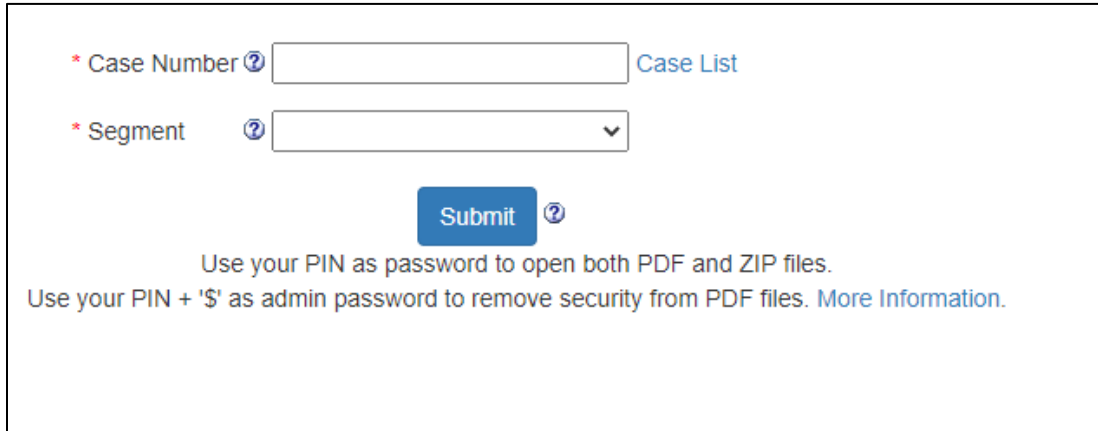 * Case Number ? Case List
* Segment ?
Submit ?
Use your PIN as password to open both PDF and ZIP files.
Use your PIN + '$' as admin password to remove security from PDF files. More Information.